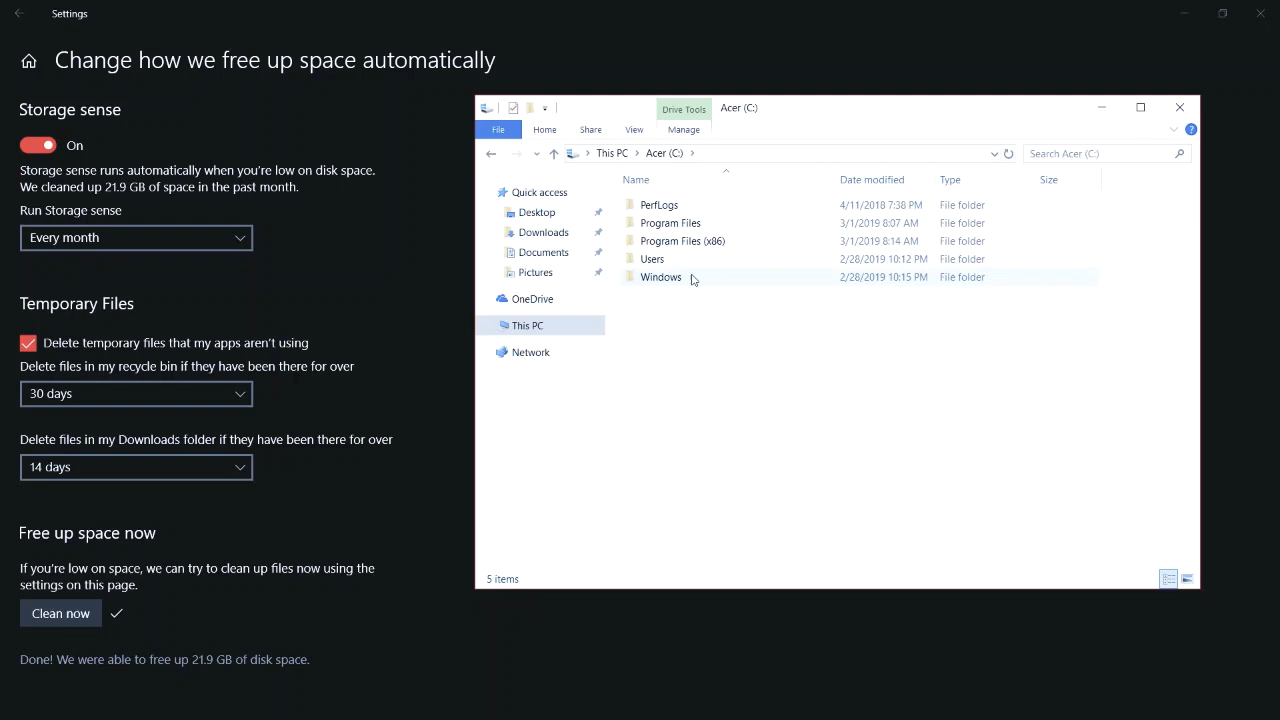 Settings
Change how we free up space automatically
Storage sense
On
Storage sense runs automatically when you're low on disk space.
We cleaned up 21.9 GB of space in the past month.
Run Storage sense
Every month
Temporary Files
Delete temporary files that my apps aren't using
Delete files in my recycle bin if they have been there for over
30 days
Delete files in my Downloads folder if they have been there for over
14 days
Free up space now
If you're low on space, we can try to clean up files now using the
settings on this page.
Clean now
Done! We were able to free up 21.9 GB of disk space.
Drive Tools Acer (C:)
File Home Share View Manage
This PC Acer (C:) Search Acer (C:)
Quick access
Desktop
Downloads
Documents
Pictures
OneDrive
This PC
Network
Name Date modified Type Size
PerfLogs 4/11/2018 7:38 PM File folder
Program Files 3/1/2019 8:07 AM File folder
Program Files (x86) 3/1/2019 8:14 AM File folder
Users 2/28/2019 10:12 PM File folder
Windows 2/28/2019 10:15 PM File folder
5 items